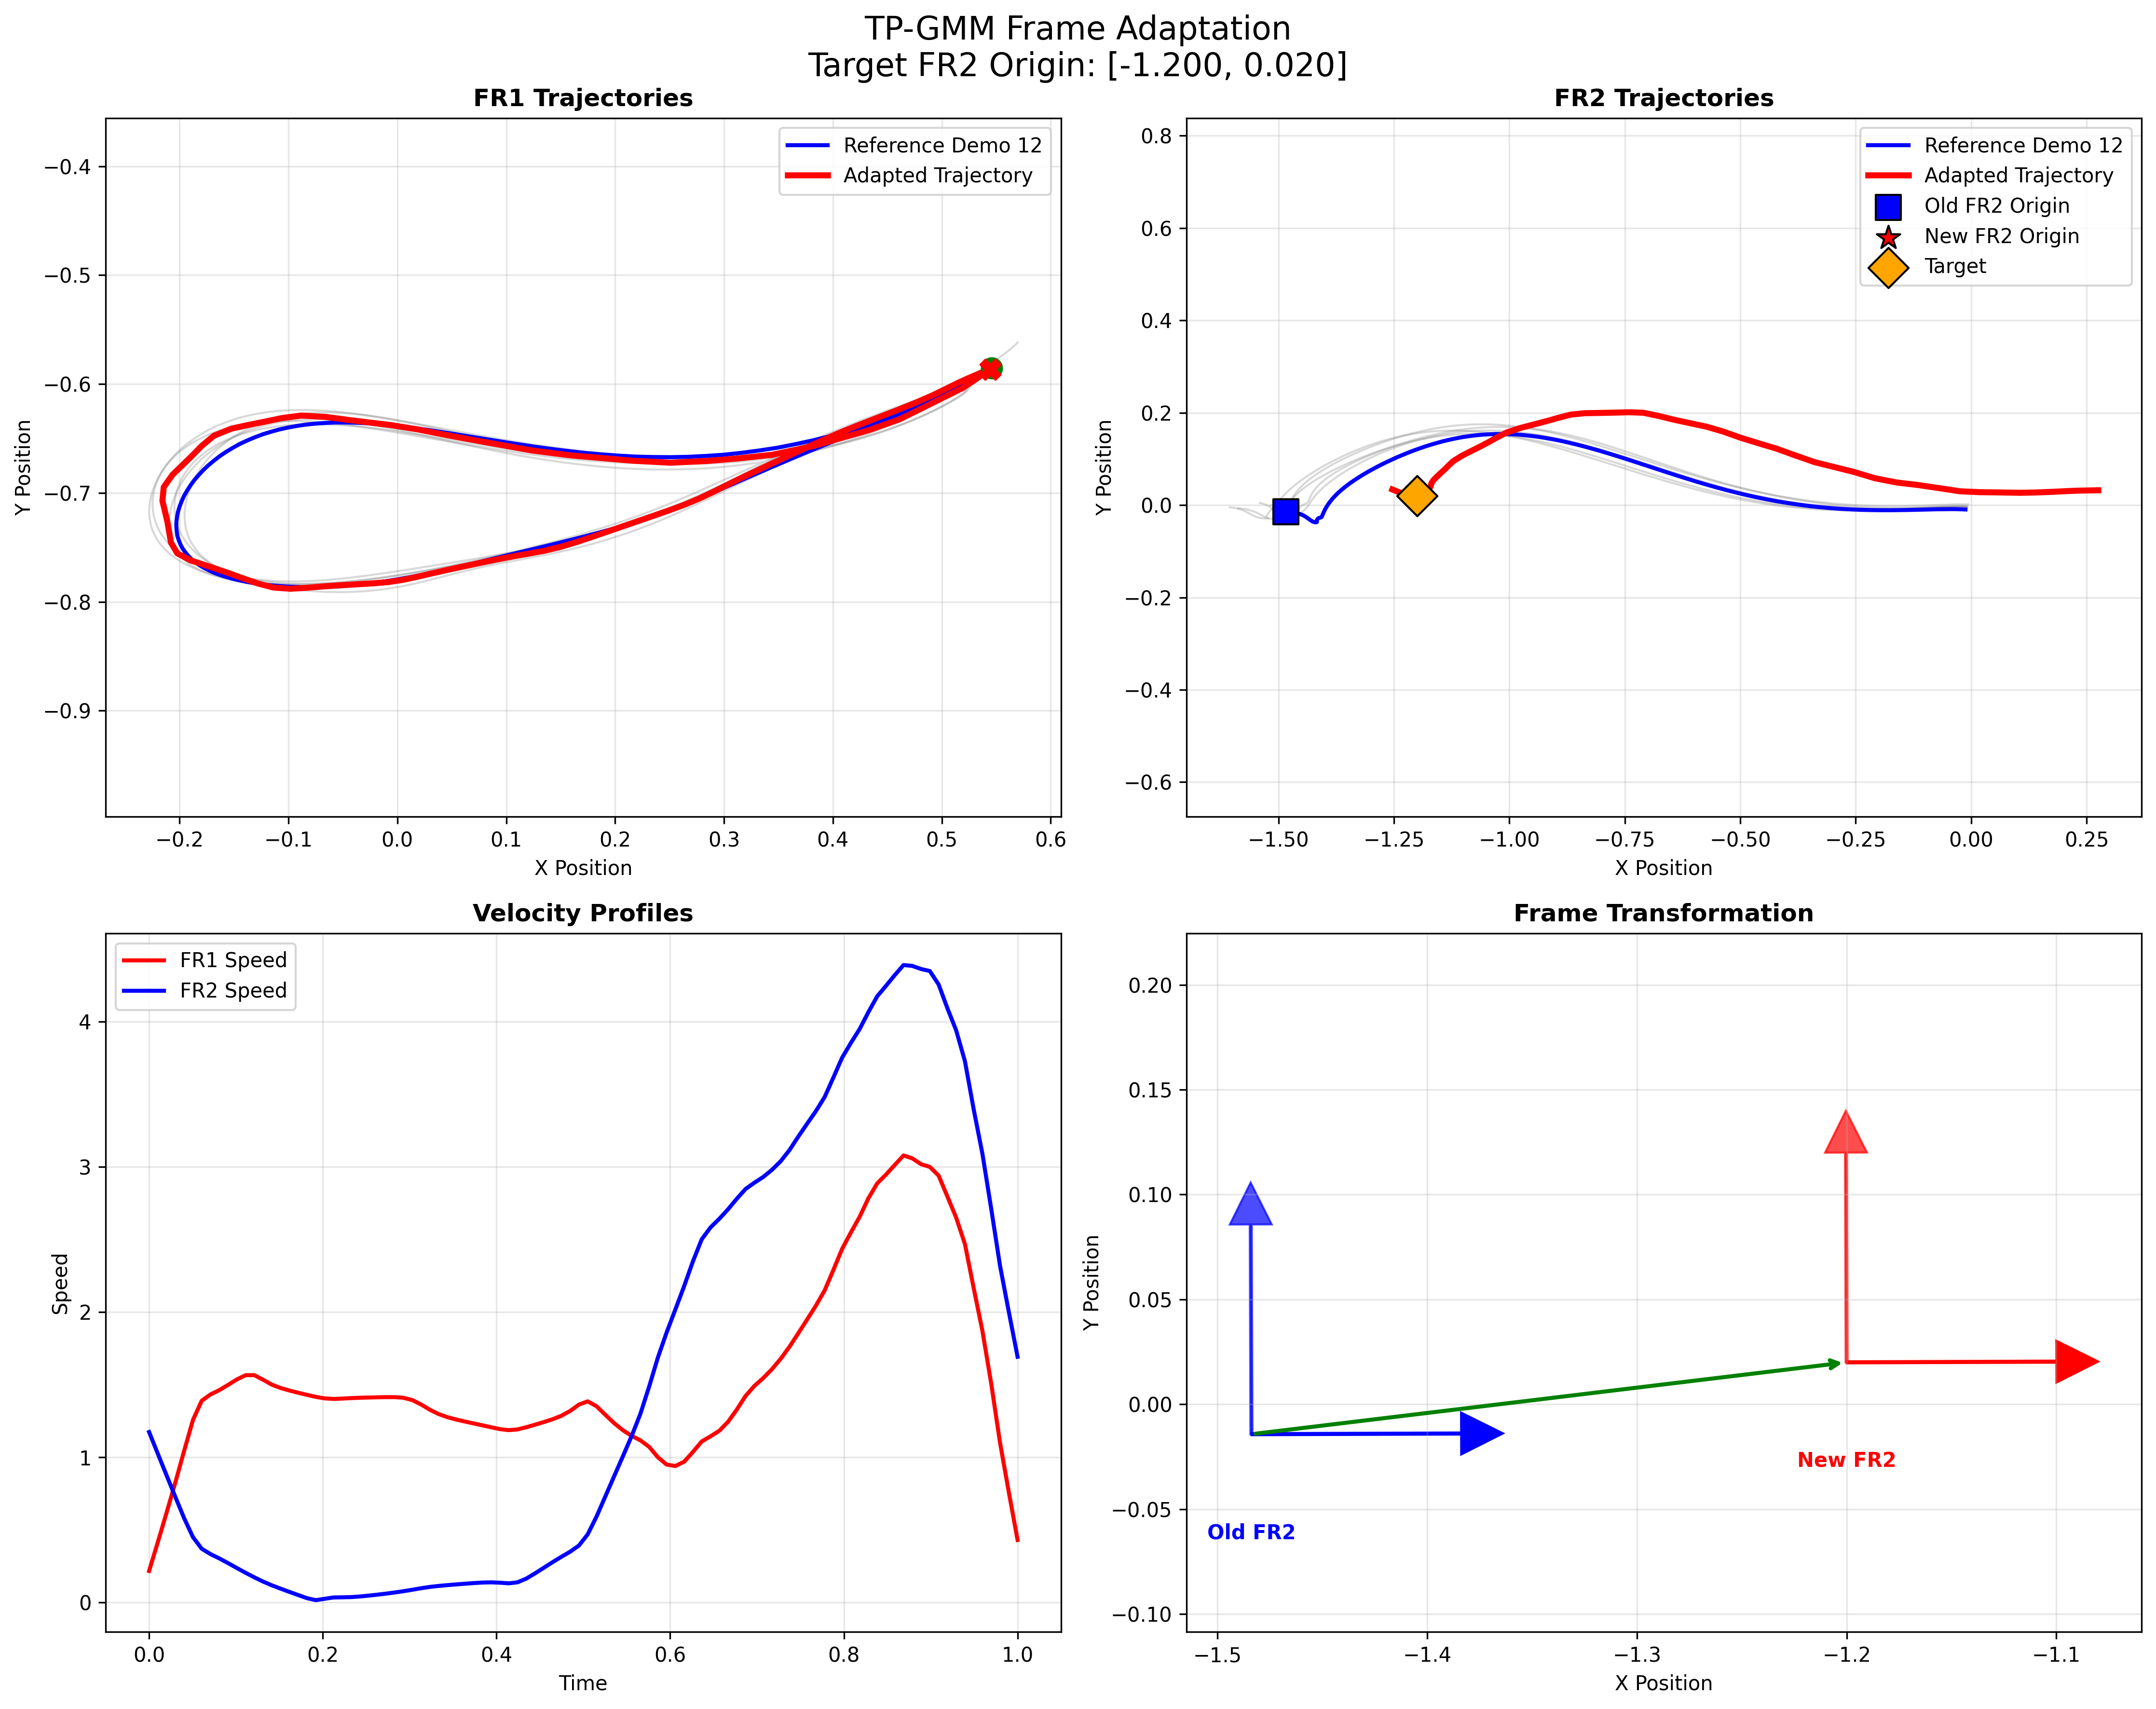 TP-GMM Frame Adaptation
Target FR2 Origin: [-1.200, 0.020]
FR1 Trajectories
Reference Demo 12
Adapted Trajectory
−0.4
−0.5
−0.6
−0.7
−0.8
−0.9
Y Position
−0.2 −0.1 0.0 0.1 0.2 0.3 0.4 0.5 0.6
X Position
FR2 Trajectories
Reference Demo 12
Adapted Trajectory
Old FR2 Origin
New FR2 Origin
Target
0.8
0.6
0.4
0.2
0.0
−0.2
−0.4
−0.6
Y Position
−1.50 −1.25 −1.00 −0.75 −0.50 −0.25 0.00 0.25
X Position
Velocity Profiles
FR1 Speed
FR2 Speed
4
3
2
1
0
Speed
0.0 0.2 0.4 0.6 0.8 1.0
Time
Frame Transformation
0.20
0.15
0.10
0.05
0.00
−0.05
−0.10
Y Position
New FR2
Old FR2
−1.5 −1.4 −1.3 −1.2 −1.1
X Position